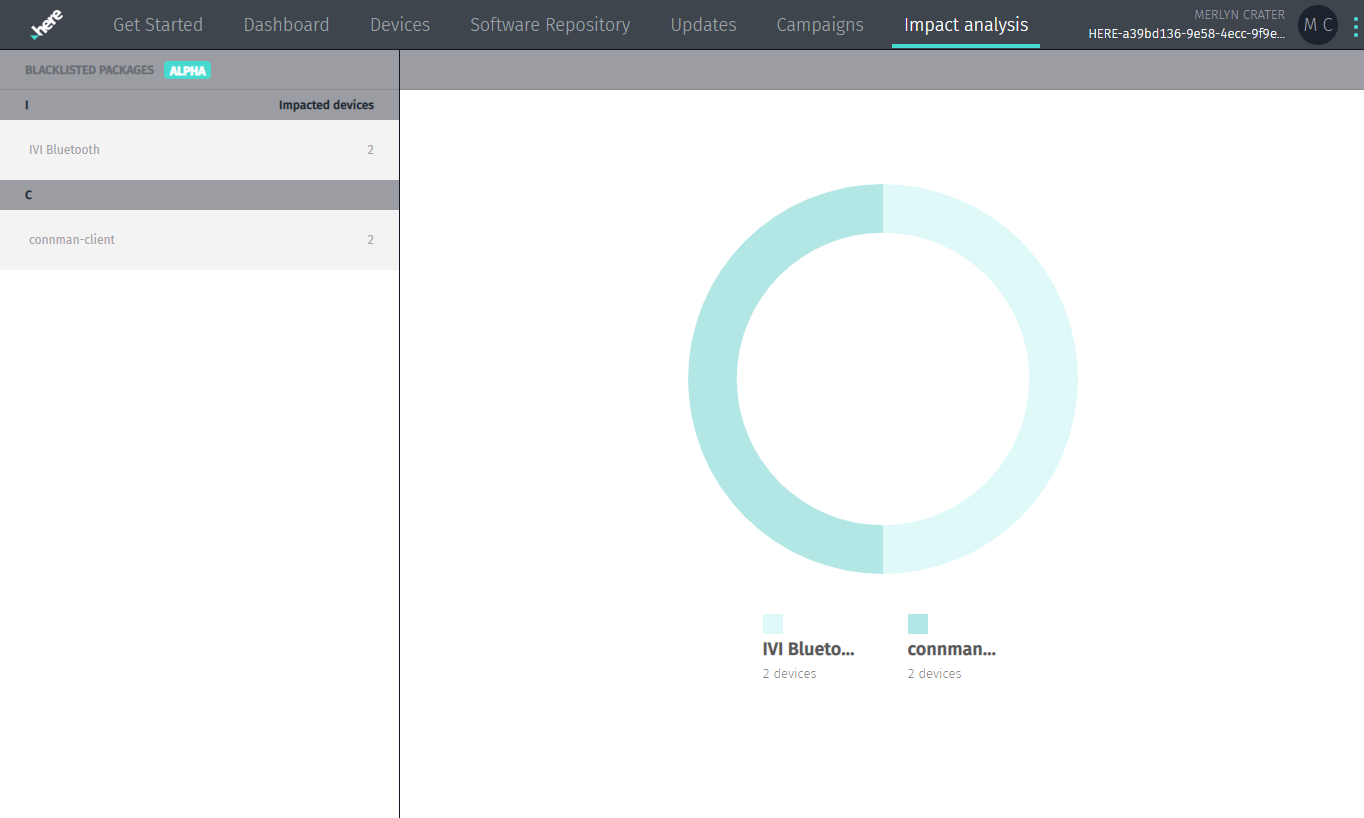 here
Get Started
Dashboard
Devices
Software Repository
Updates
Campaigns
Impact analysis
MERLYN CRATER
HERE-a39bd136-9e58-4ecc-9f9e...
M C
BLACKLISTED PACKAGES ALPHA
I Impacted devices
IVI Bluetooth 2
C
connman-client 2
IVI Blueto...
2 devices
connman...
2 devices